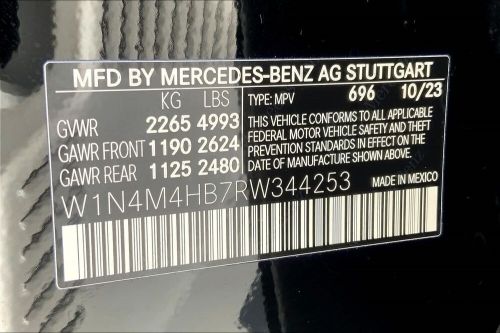 MFD BY MERCEDES-BENZ AG STUTTGART
KG LBS TYPE: MPV 696 10/23
GVWR 2265 4993
GAWR FRONT 1190 2624
GAWR REAR 1125 2480
THIS VEHICLE CONFORMS TO ALL APPLICABLE
FEDERAL MOTOR VEHICLE SAFETY AND THEFT
PREVENTION STANDARDS IN EFFECT ON THE
DATE OF MANUFACTURE SHOWN ABOVE.
W1N4M4HB7RW344253 MADE IN MEXICO